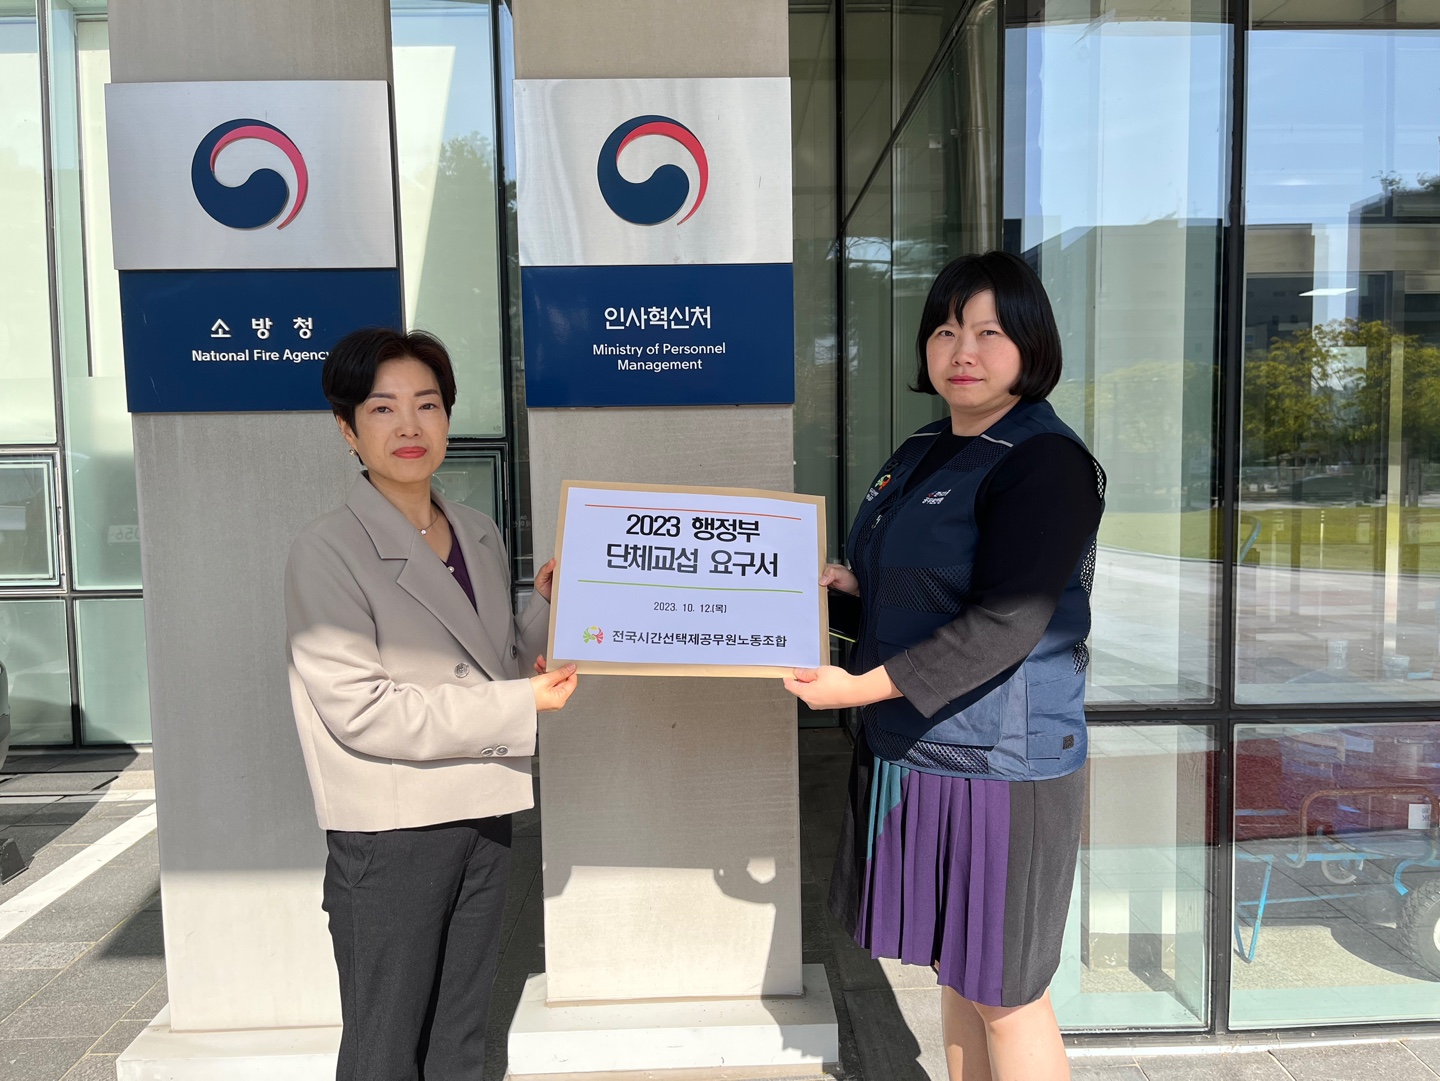 소방청
National Fire Agency
인사혁신처
Ministry of Personnel
Management
2023 행정부
단체교섭 요구서
2023. 10. 12.(목)
전국시간선택제공무원노동조합